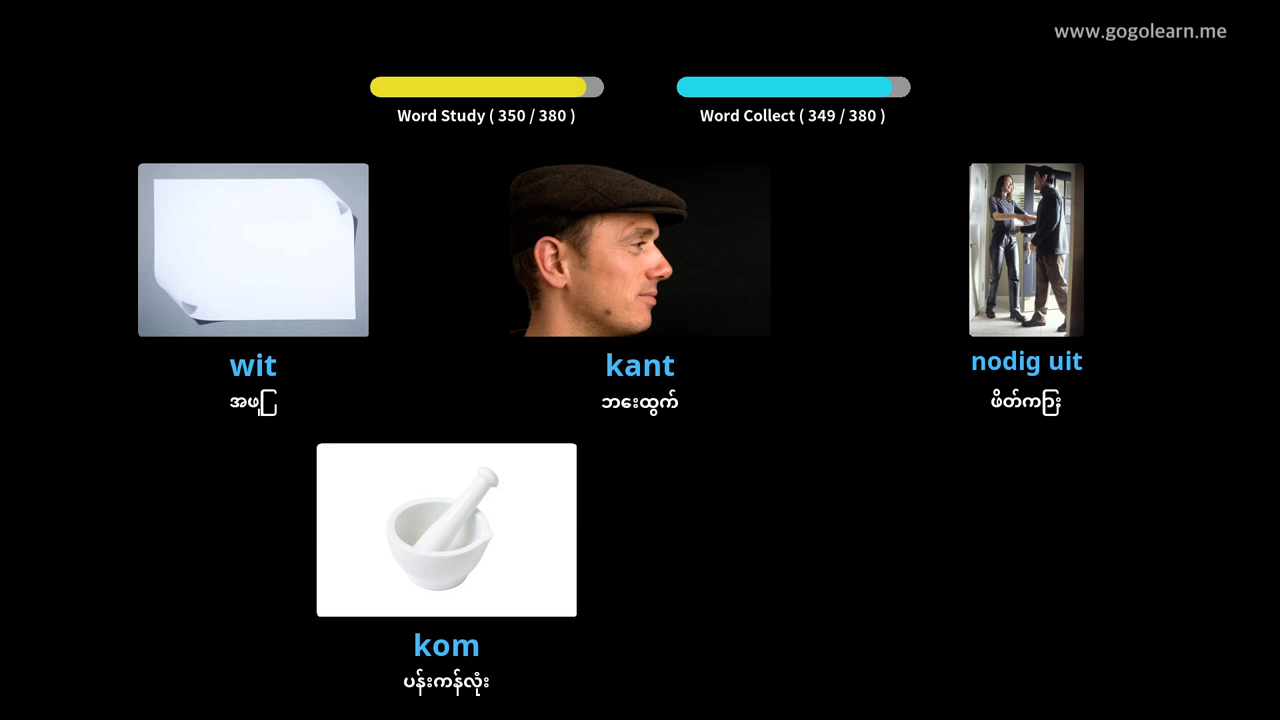 www.gogolearn.me
Word Study ( 350 / 380 )
Word Collect ( 349 / 380 )
wit
အဖြူ
kant
ဘေးထွက်
nodig uit
ဖိတ်ကြား
kom
ပန်းကန်လုံး